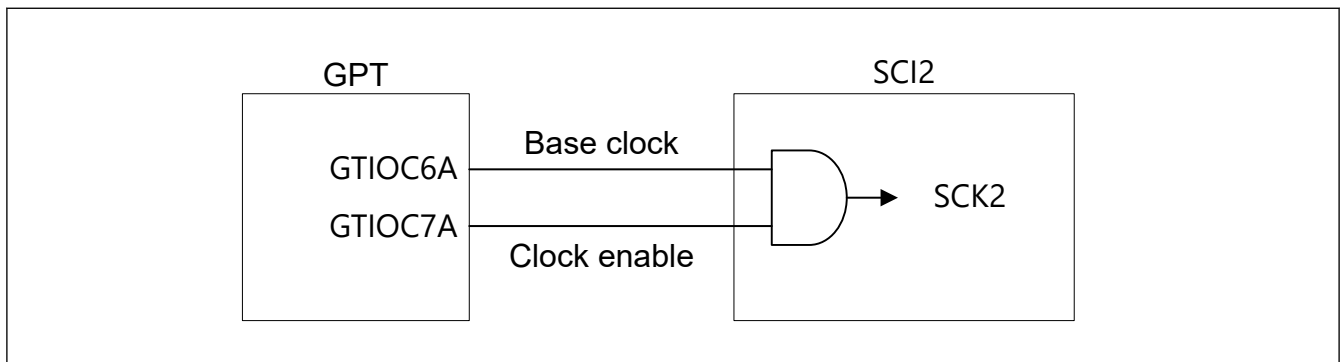 GPT
SCI2
Base clock
GTIOC6A
SCK2
GTIOC7A
Clock enable